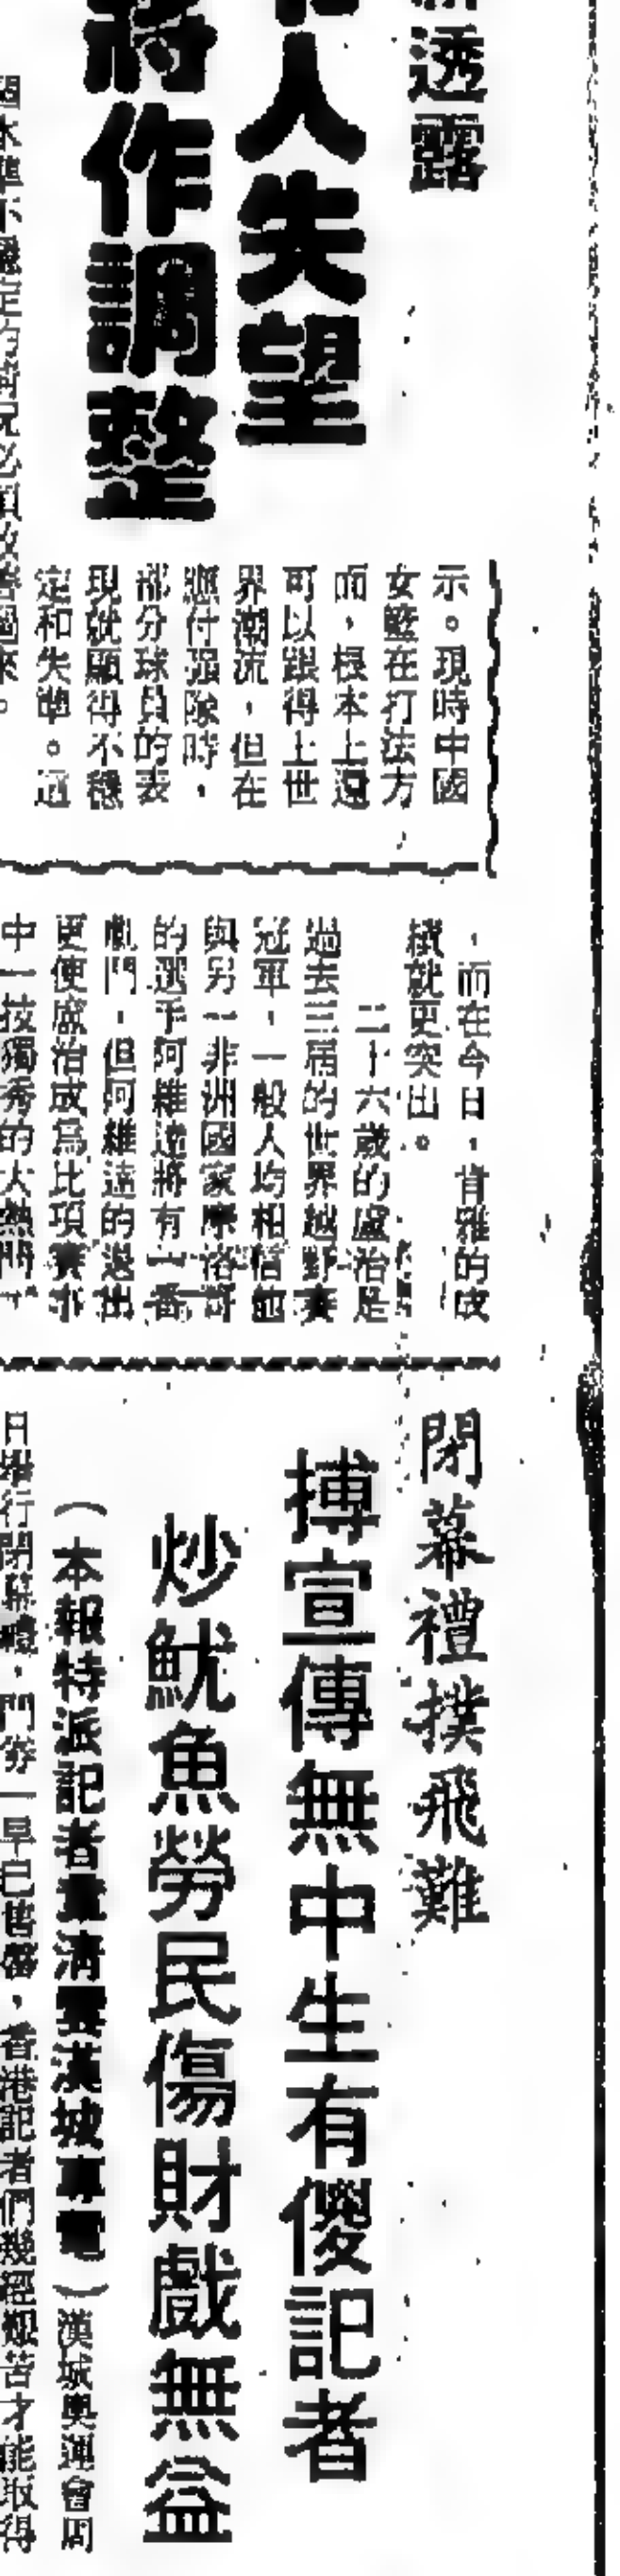 透露
人失望
將作調整
示。現時中國
女籃在打法方
而，根本上還
可以跟得上世
界潮流，但在
應付強隊時，
部分球員的表
現就顯得不穩
定和失準。這
，而在今日，肯雅的成
績就更突出。
二十六歲的盧治是
過去三屆的世界越野賽
冠軍，一般人均相信他
與另一非洲國家摩洛哥
的選手阿維達將有一番
劇鬥，但阿維達的退出
更使盧治成為比項賽事
中一技獨秀的大熱門，
閉幕禮撲飛難
搏宣傳無中生有傻記者
炒魷魚勞民傷財戲無益
（本報特派記者 清雲漢城專電）漢城奧運會周
日舉行閉幕禮，門券一早已售罄，香港記者們幾經艱苦才能取得